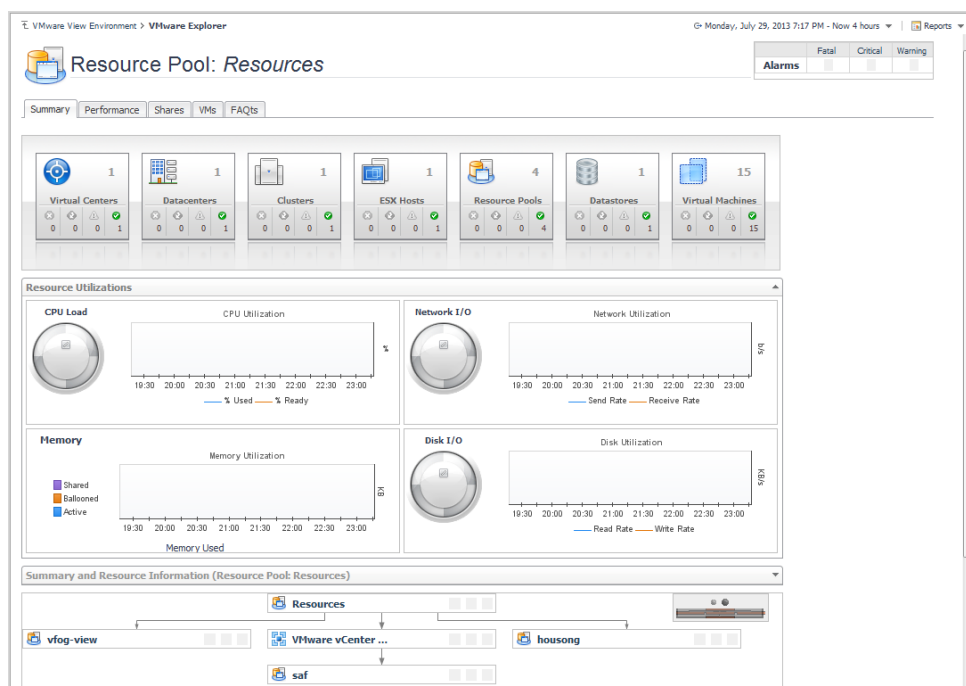 VMware View Environment > VMware Explorer
Monday, July 29, 2013 7:17 PM - Now 4 hours
Reports
Resource Pool: Resources
Fatal Critical Warning
Alarms
Summary Performance Shares VMs FAQts
1 1 1 1 4 1 15
Virtual Centers Datacenters Clusters ESX Hosts Resource Pools Datastores Virtual Machines
0 0 0 1 0 0 0 1 0 0 0 1 0 0 0 1 0 0 0 4 0 0 0 1 0 0 0 15
Resource Utilizations
CPU Load
CPU Utilization
%
19:30 20:00 20:30 21:00 21:30 22:00 22:30 23:00
% Used % Ready
Network I/O
Network Utilization
b/s
19:30 20:00 20:30 21:00 21:30 22:00 22:30 23:00
Send Rate Receive Rate
Memory
Memory Utilization
Shared
Ballooned
Active
KB
19:30 20:00 20:30 21:00 21:30 22:00 22:30 23:00
Memory Used
Disk I/O
Disk Utilization
KB/s
19:30 20:00 20:30 21:00 21:30 22:00 22:30 23:00
Read Rate Write Rate
Summary and Resource Information (Resource Pool: Resources)
Resources
vfog-view
VMware vCenter ...
housong
saf